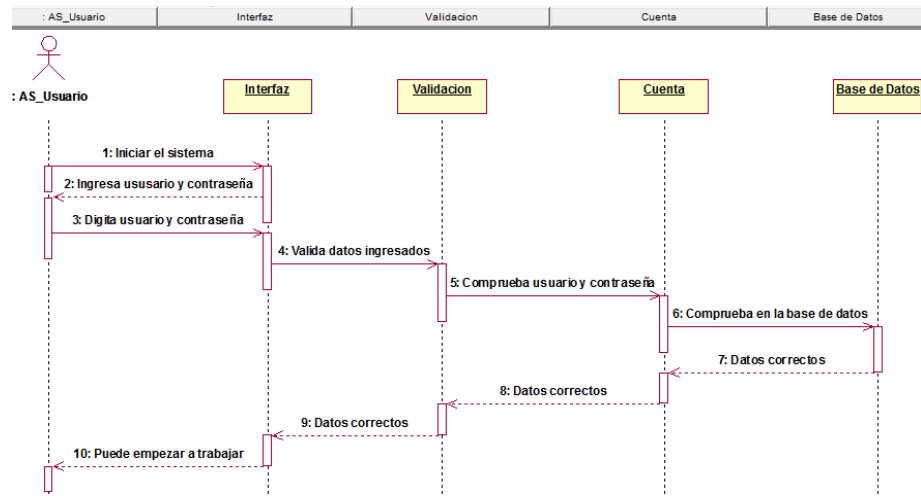 : AS_Usuario
Interfaz
Validacion
Cuenta
Base de Datos
: AS_Usuario
Interfaz
Validacion
Cuenta
Base de Datos
1: Iniciar el sistema
2: Ingresa ususario y contraseña
3: Digita usuario y contraseña
4: Valida datos ingresados
5: Comprueba usuario y contraseña
6: Comprueba en la base de datos
7: Datos correctos
8: Datos correctos
9: Datos correctos
10: Puede empezar a trabajar